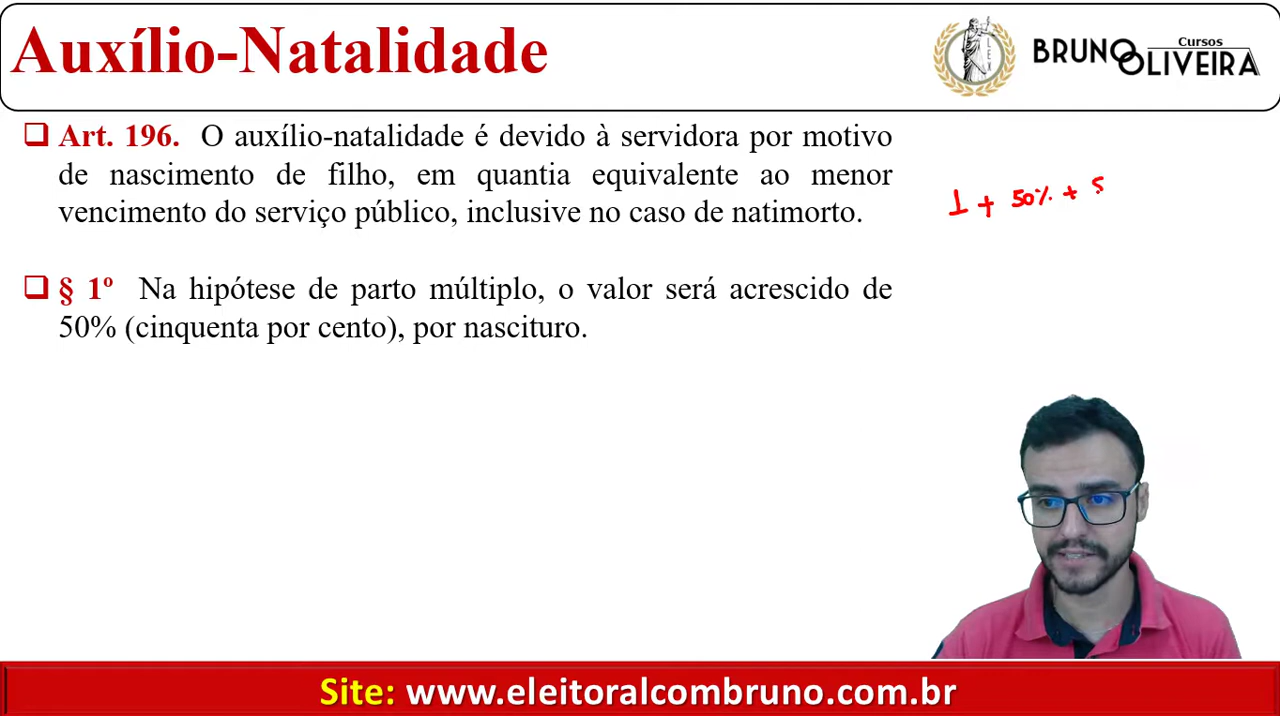 Auxílio-Natalidade
LEX
Cursos
BRUNO
OLIVEIRA
Art. 196. O auxílio-natalidade é devido à servidora por motivo
de nascimento de filho, em quantia equivalente ao menor
vencimento do serviço público, inclusive no caso de natimorto.
1 + 50% + 5
§ 1º Na hipótese de parto múltiplo, o valor será acrescido de
50% (cinquenta por cento), por nascituro.
Site: www.eleitoralcombruno.com.br